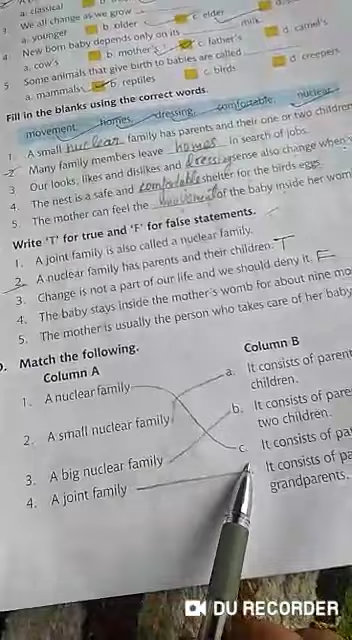 a. classical
3. We all change as we grow
a. younger b. older c. elder d.
4. New born baby depends only on its milk.
a. cow's b. mother's c. father's d. camel's
5. Some animals that give birth to babies are called
a. mammals b. reptiles c. birds d. creepers
Fill in the blanks using the correct words.
movement, homes, dressing, comfortable, nuclear
1. A small nuclear family has parents and their one or two children
2. Many family members leave homes in search of jobs.
3 Our looks, likes and dislikes and dressing sense also change when
4. The nest is a safe and comfortable shelter for the birds eggs.
5. The mother can feel the movement of the baby inside her wom
Write 'T' for true and 'F' for false statements.
1. A joint family is also called a nuclear family.
2. A nuclear family has parents and their children. T
3. Change is not a part of our life and we should deny it. F
4. The baby stays inside the mother's womb for about nine mo
5. The mother is usually the person who takes care of her baby
Match the following.
Column A Column B
1. A nuclear family a. It consists of paren
children.
2. A small nuclear family b. It consists of pare
two children.
3. A big nuclear family c. It consists of pa
4. A joint family It consists of pa
grandparents.
DU RECORDER